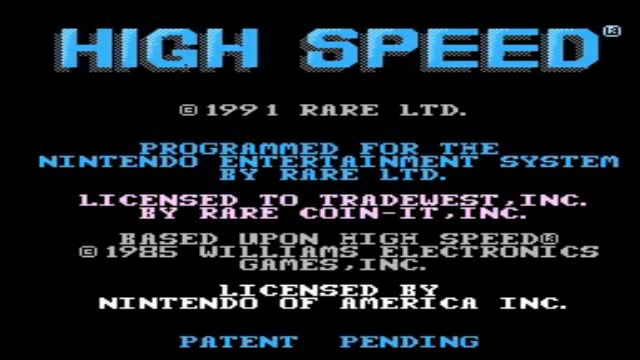 HIGH SPEED®
©1991 RARE LTD.
PROGRAMMED FOR THE
NINTENDO ENTERTAINMENT SYSTEM
BY RARE LTD.
LICENSED TO TRADEWEST,INC.
BY RARE COIN-IT,INC.
BASED UPON HIGH SPEED®
©1985 WILLIAMS ELECTRONICS
GAMES,INC.
LICENSED BY
NINTENDO OF AMERICA INC.
PATENT PENDING